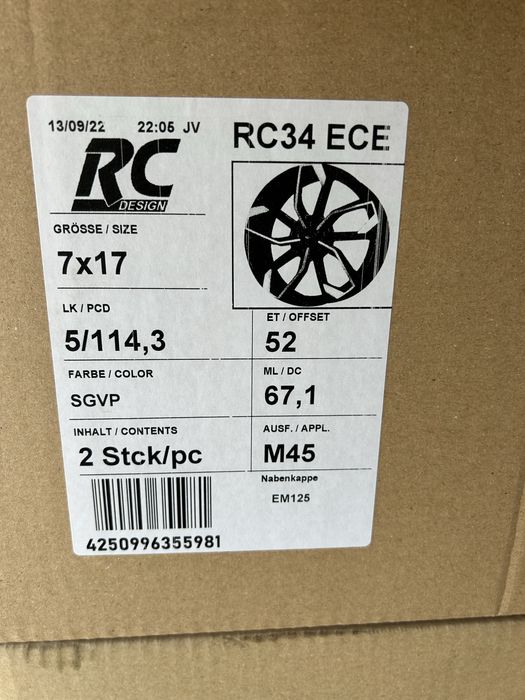 13/09/22 22:05 JV
RC34 ECE
RC
DESIGN
GRÖSSE / SIZE
7x17
LK / PCD
5/114,3
ET / OFFSET
52
FARBE / COLOR
SGVP
ML / DC
67,1
INHALT / CONTENTS
2 Stck/pc
AUSF. / APPL.
M45
Nabenkappe
EM125
4250996355981